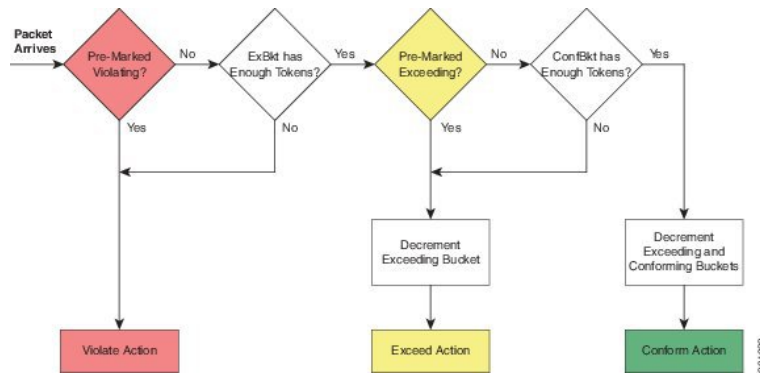 Packet
Arrives
Pre-Marked
Violating?
No
ExBkt has
Enough Tokens?
Yes
Pre-Marked
Exceeding?
No
ConfBkt has
Enough Tokens?
Yes
Yes
No
Yes
No
Decrement
Exceeding Bucket
Decrement
Exceeding and
Conforming Buckets
Violate Action
Exceed Action
Conform Action